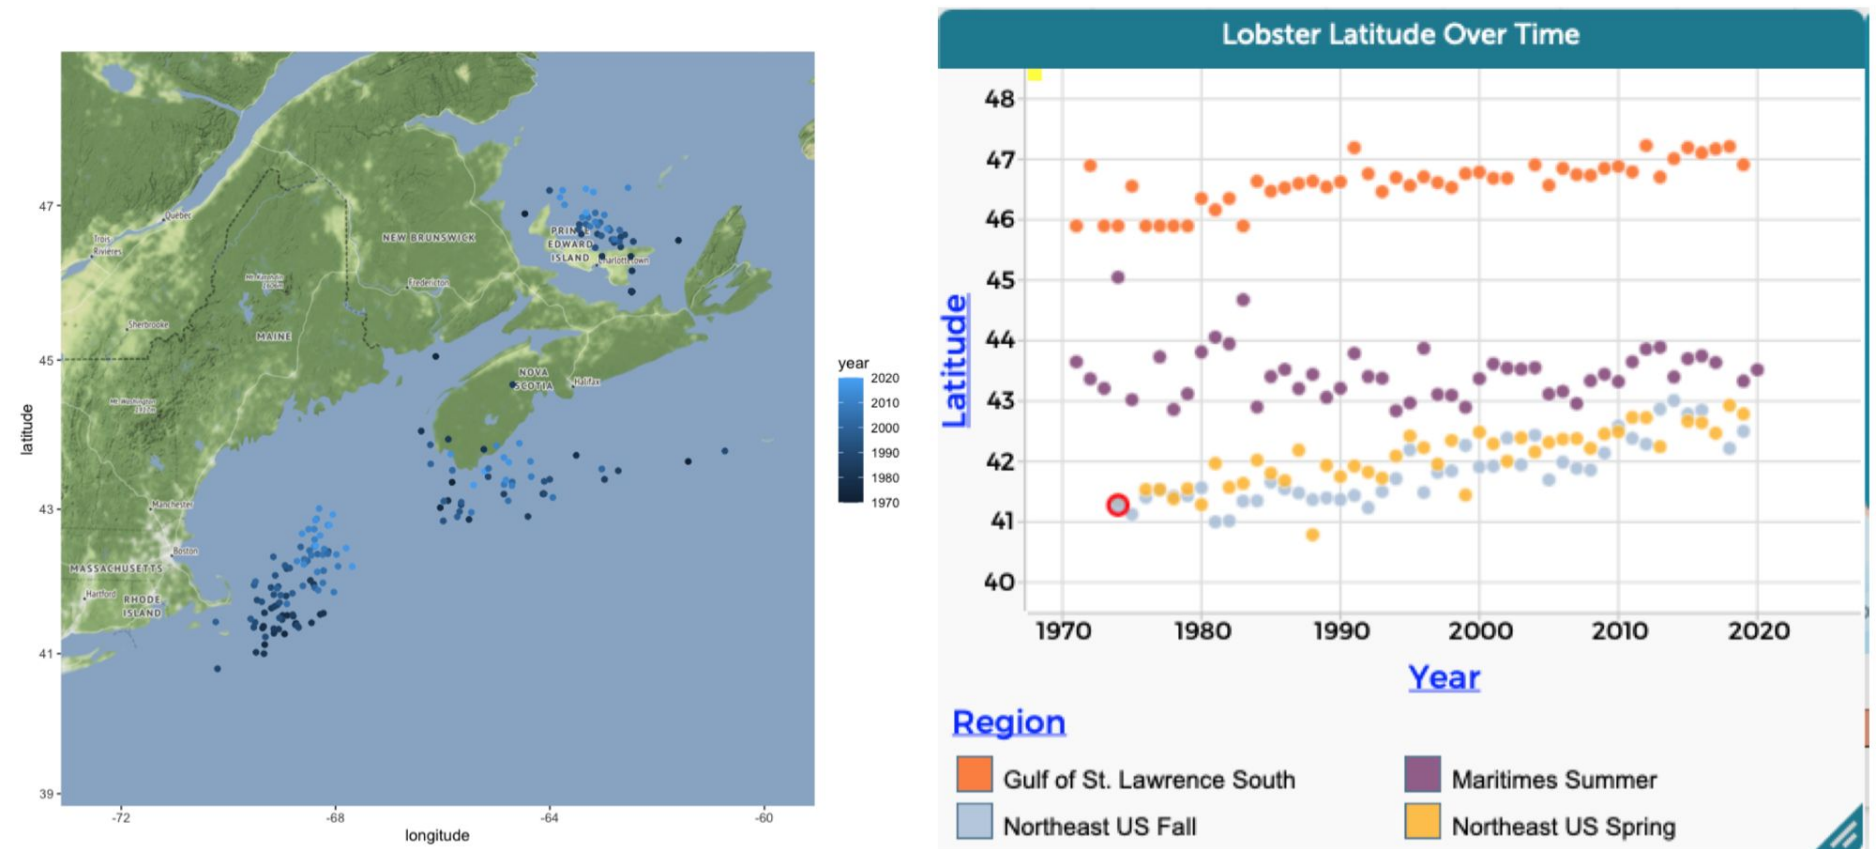 47
45
43
41
39
-72
-68
-64
-60
latitude
longitude
Québec
Trois
Rivières
Sherbrooke
NEW BRUNSWICK
Fredericton
MAINE
PRINCE
EDWARD
ISLAND
Charlottetown
NOVA
SCOTIA
Halifax
Manchester
Boston
MASSACHUSETTS
Hartford
RHODE
ISLAND
year
2020
2010
2000
1990
1980
1970
Lobster Latitude Over Time
48
47
46
45
44
43
42
41
40
Latitude
1970
1980
1990
2000
2010
2020
Year
Region
Gulf of St. Lawrence South
Maritimes Summer
Northeast US Fall
Northeast US Spring